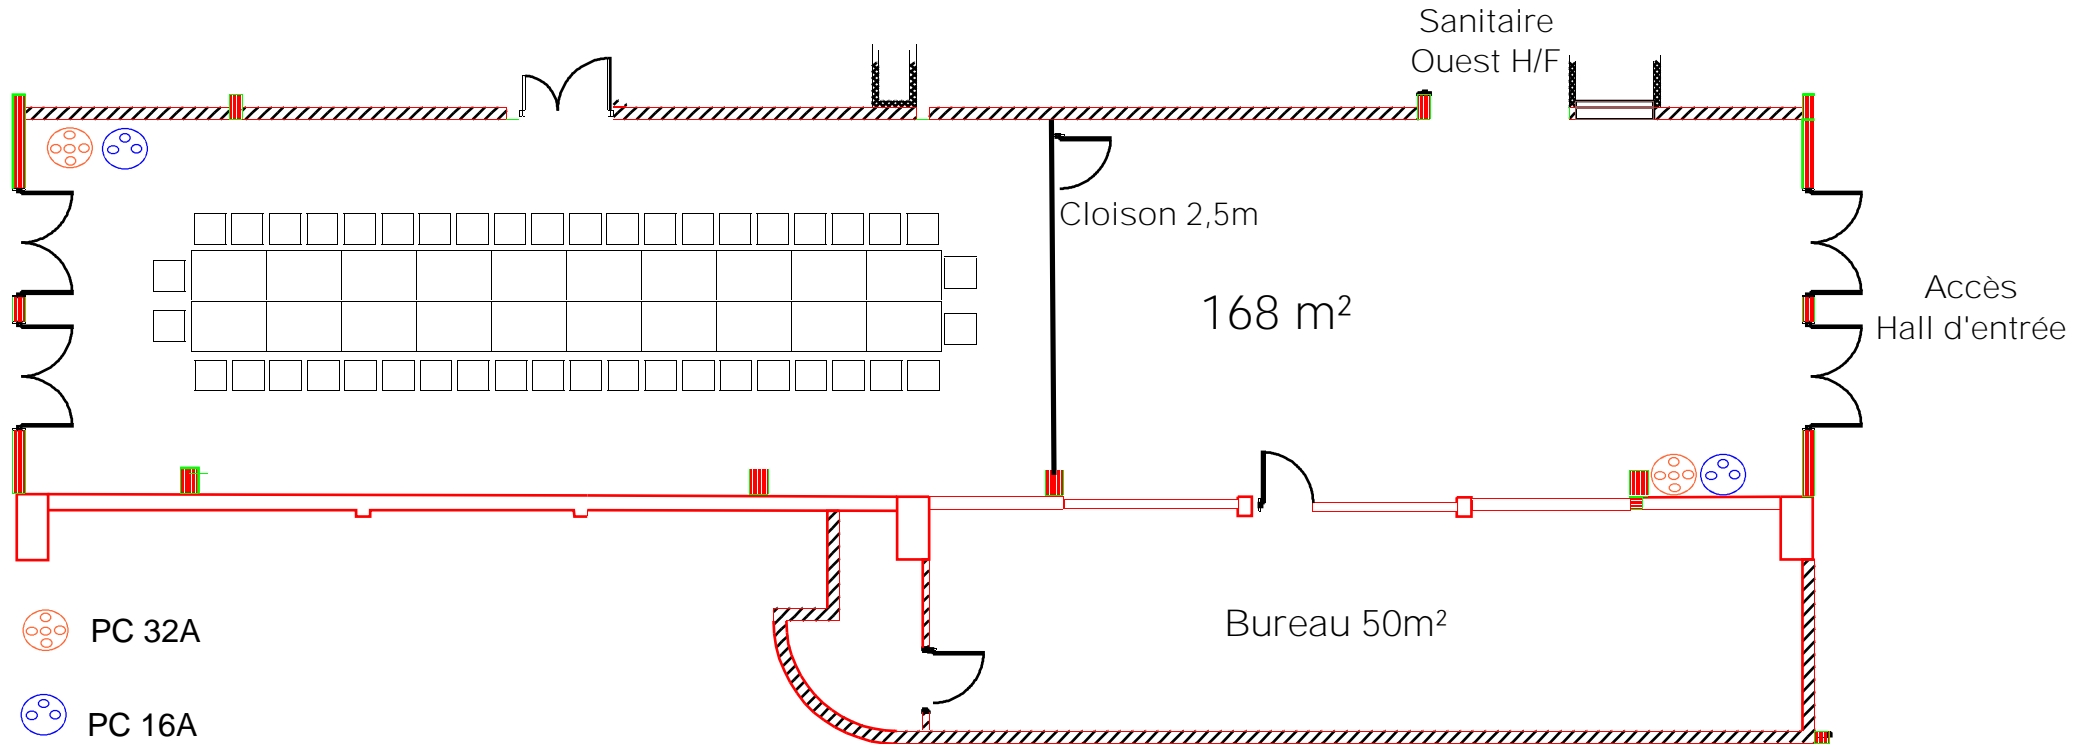 Sanitaire
Ouest H/F
Cloison 2,5m
168 m²
Accès
Hall d'entrée
Bureau 50m²
PC 32A
PC 16A